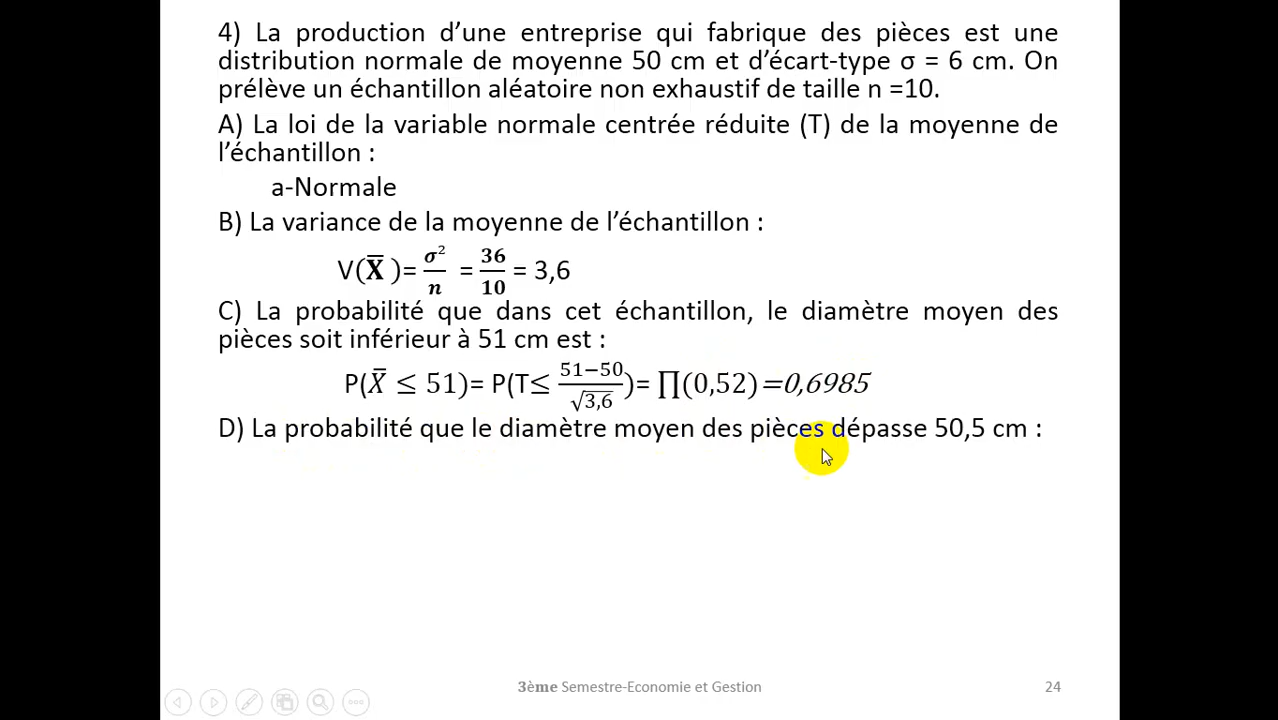 4) La production d’une entreprise qui fabrique des pièces est une
distribution normale de moyenne 50 cm et d’écart-type σ = 6 cm. On
prélève un échantillon aléatoire non exhaustif de taille n =10.
A) La loi de la variable normale centrée réduite (T) de la moyenne de
l’échantillon :
a-Normale
B) La variance de la moyenne de l’échantillon :
V(X̅ )= σ²/n = 36/10 = 3,6
C) La probabilité que dans cet échantillon, le diamètre moyen des
pièces soit inférieur à 51 cm est :
P(X̅ ≤ 51)= P(T≤ (51−50)/√3,6)= ∏(0,52)=0,6985
D) La probabilité que le diamètre moyen des pièces dépasse 50,5 cm :
3ème Semestre-Economie et Gestion
24